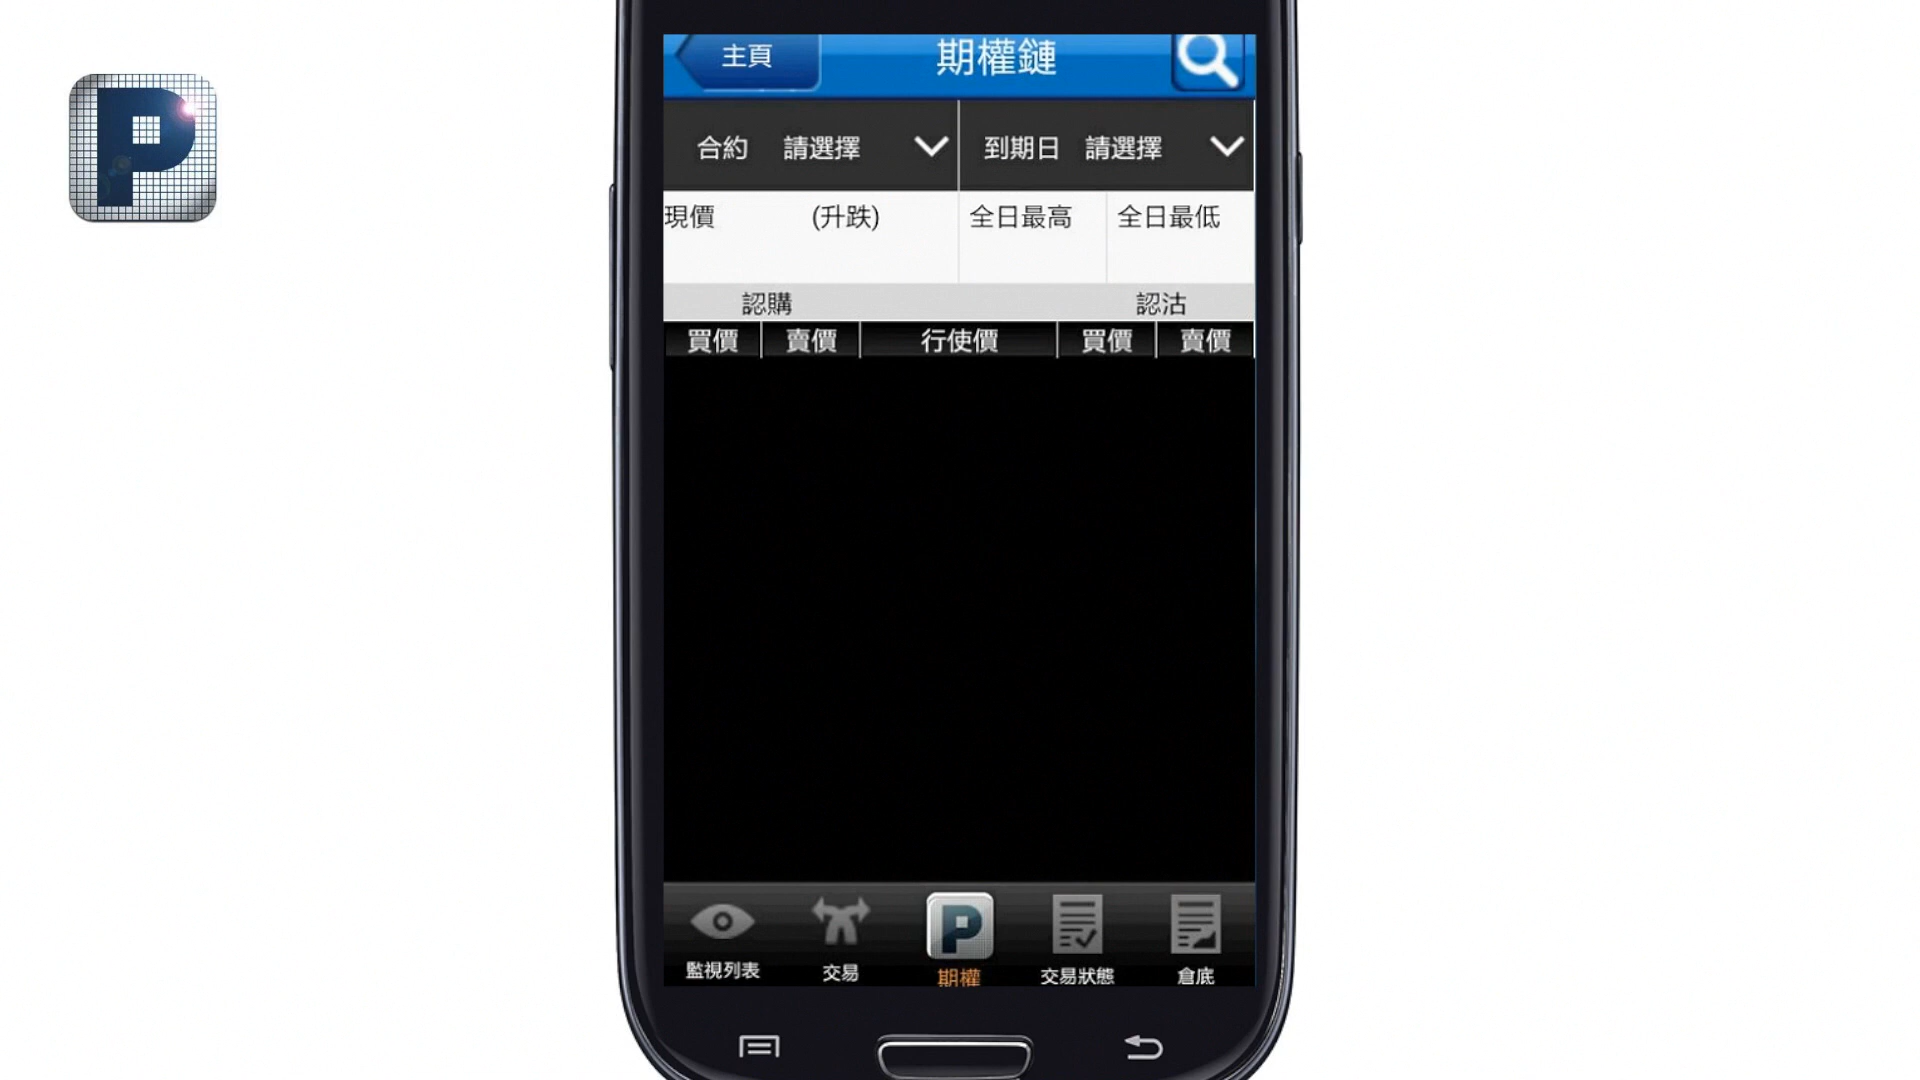 P
主頁 期權鏈
合約 請選擇 到期日 請選擇
現價 (升跌) 全日最高 全日最低
認購 認沽
買價 賣價 行使價 買價 賣價
P
監視列表 交易 期權 交易狀態 倉底